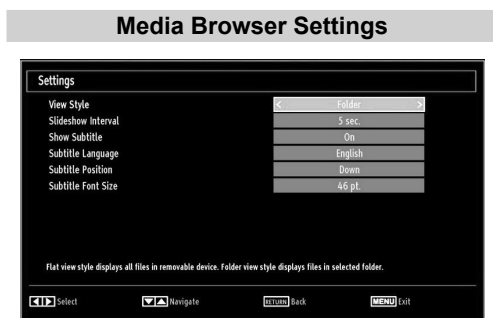 Media Browser Settings
Settings
View Style < Folder >
Slideshow Interval 5 sec.
Show Subtitle On
Subtitle Language English
Subtitle Position Down
Subtitle Font Size 46 pt.
Flat view style displays all files in removable device. Folder view style displays files in selected folder.
Select Navigate RETURN Back MENU Exit